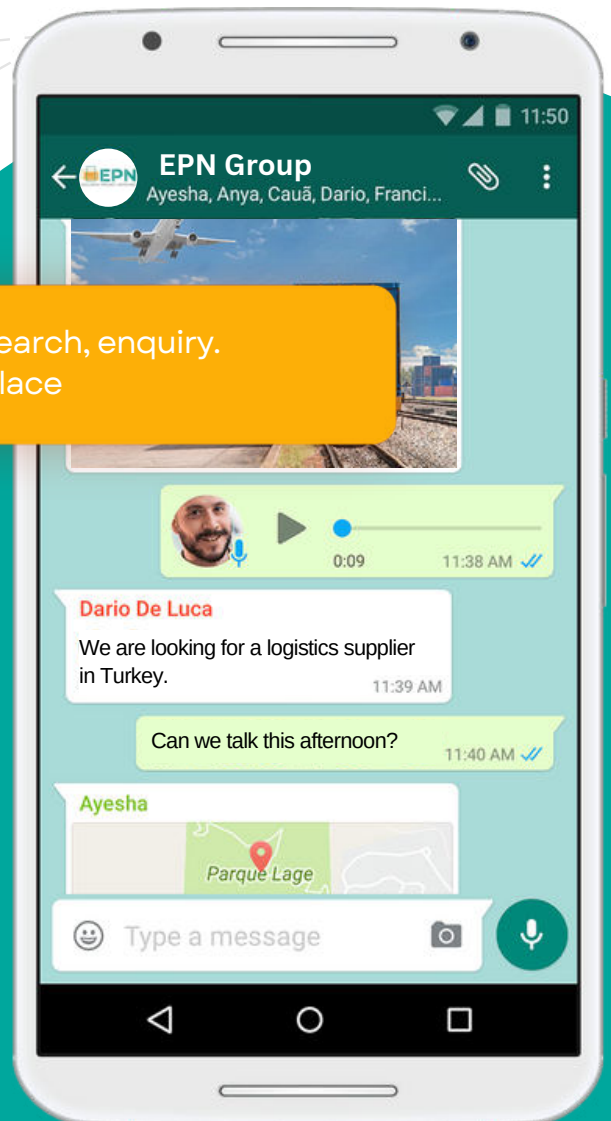 11:50
EPN
EPN Group
Ayesha, Anya, Cauã, Dario, Franci...
earch, enquiry.
lace
0:09
11:38 AM
Dario De Luca
We are looking for a logistics supplier
in Turkey.
11:39 AM
Can we talk this afternoon?
11:40 AM
Ayesha
Parque Lage
Type a message